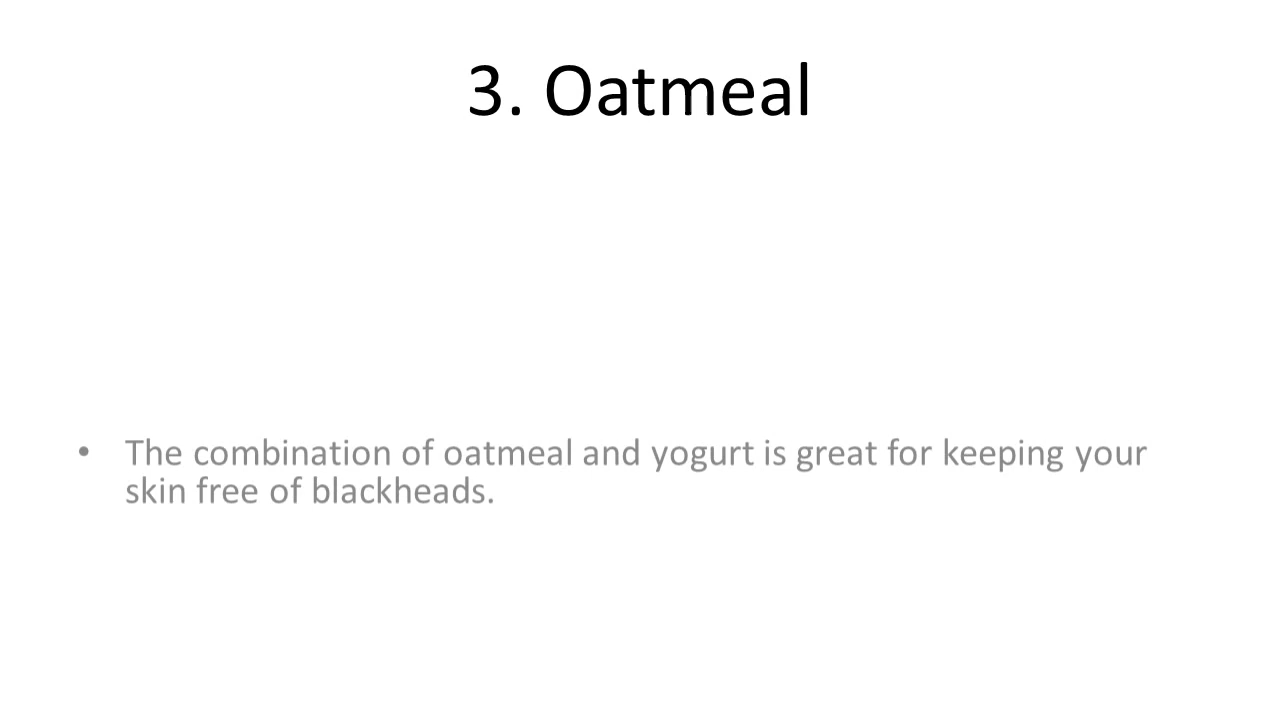 3. Oatmeal
• The combination of oatmeal and yogurt is great for keeping your
skin free of blackheads.